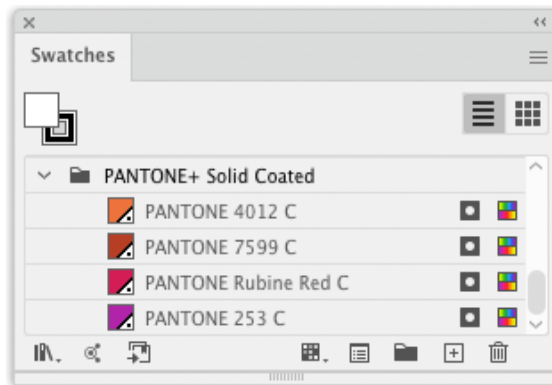 Swatches
PANTONE+ Solid Coated
PANTONE 4012 C
PANTONE 7599 C
PANTONE Rubine Red C
PANTONE 253 C